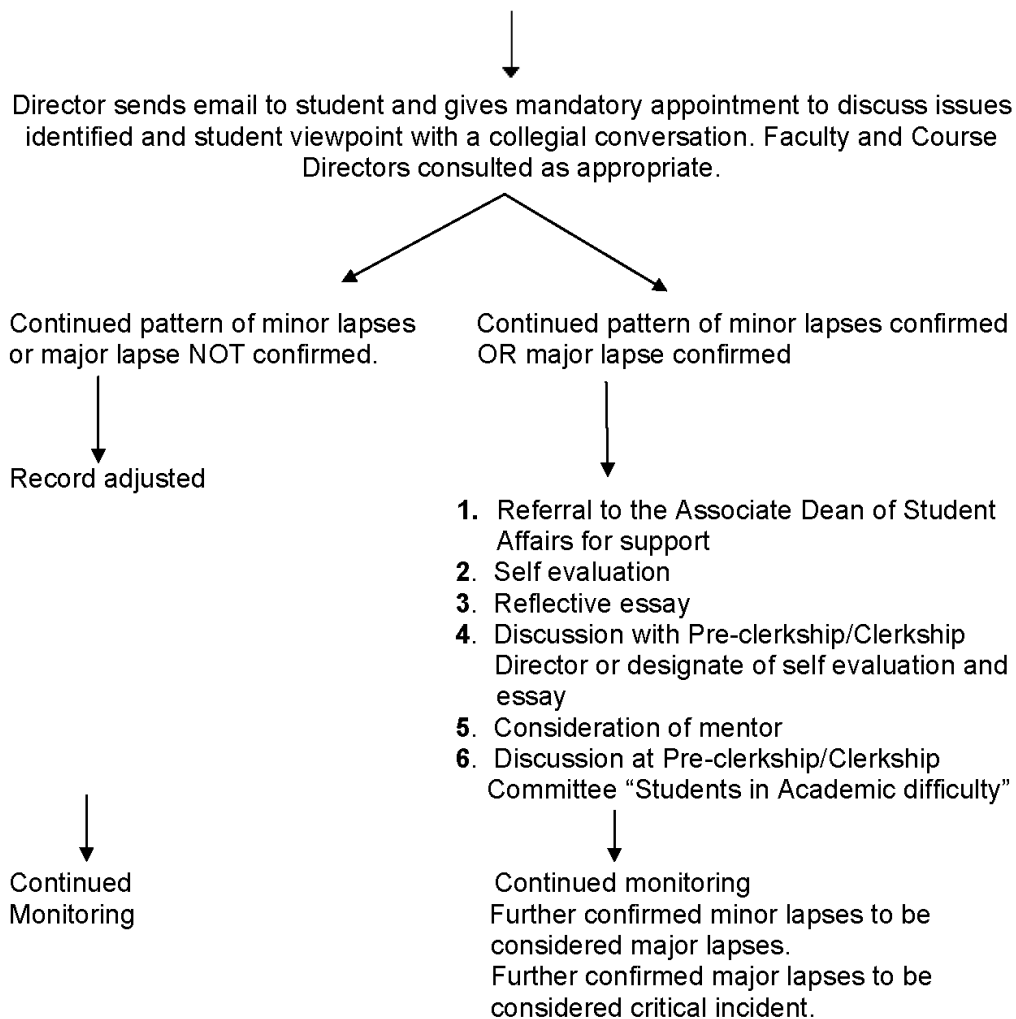 Director sends email to student and gives mandatory appointment to discuss issues
identified and student viewpoint with a collegial conversation. Faculty and Course
Directors consulted as appropriate.
Continued pattern of minor lapses
or major lapse NOT confirmed.
Record adjusted
Continued
Monitoring
Continued pattern of minor lapses confirmed
OR major lapse confirmed
1. Referral to the Associate Dean of Student
Affairs for support
2. Self evaluation
3. Reflective essay
4. Discussion with Pre-clerkship/Clerkship
Director or designate of self evaluation and
essay
5. Consideration of mentor
6. Discussion at Pre-clerkship/Clerkship
Committee “Students in Academic difficulty”
Continued monitoring
Further confirmed minor lapses to be
considered major lapses.
Further confirmed major lapses to be
considered critical incident.